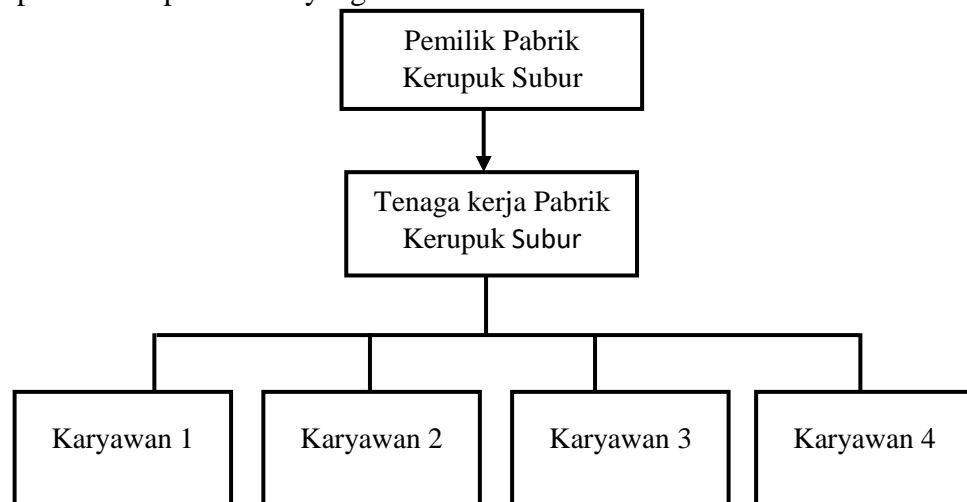 Pemilik Pabrik
Kerupuk Subur
Tenaga kerja Pabrik
Kerupuk Subur
Karyawan 1
Karyawan 2
Karyawan 3
Karyawan 4